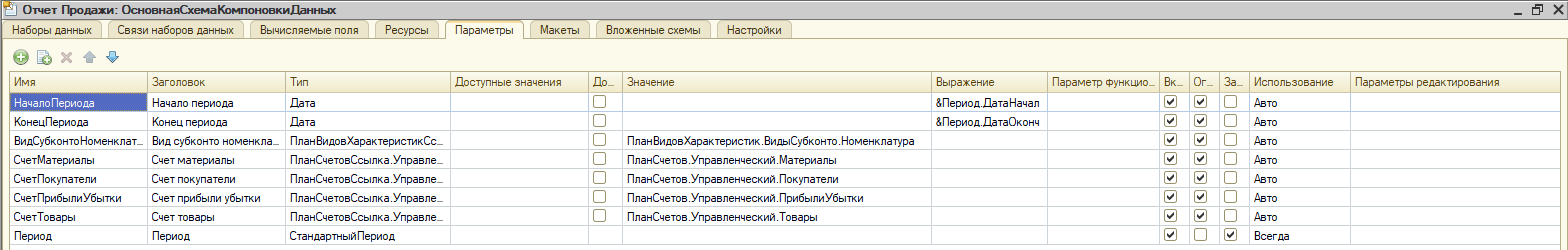 Отчет Продажи: ОсновнаяСхемаКомпоновкиДанных
Наборы данных Связи наборов данных Вычисляемые поля Ресурсы Параметры Макеты Вложенные схемы Настройки
Имя Заголовок Тип Доступные значения До... Значение Выражение Параметр функцио... Вк... Ог... За... Использование Параметры редактирования
НачалоПериода Начало периода Дата &Период.ДатаНачал Авто
КонецПериода Конец периода Дата &Период.ДатаОконч Авто
ВидСубконтоНоменклат... Вид субконто номенкла... ПланВидовХарактеристикСс... ПланВидовХарактеристик.ВидыСубконто.Номенклатура Авто
СчетМатериалы Счет материалы ПланСчетовСсылка.Управле... ПланСчетов.Управленческий.Материалы Авто
СчетПокупатели Счет покупатели ПланСчетовСсылка.Управле... ПланСчетов.Управленческий.Покупатели Авто
СчетПрибылиУбытки Счет прибыли убытки ПланСчетовСсылка.Управле... ПланСчетов.Управленческий.ПрибылиУбытки Авто
СчетТовары Счет товары ПланСчетовСсылка.Управле... ПланСчетов.Управленческий.Товары Авто
Период Период СтандартныйПериод Всегда